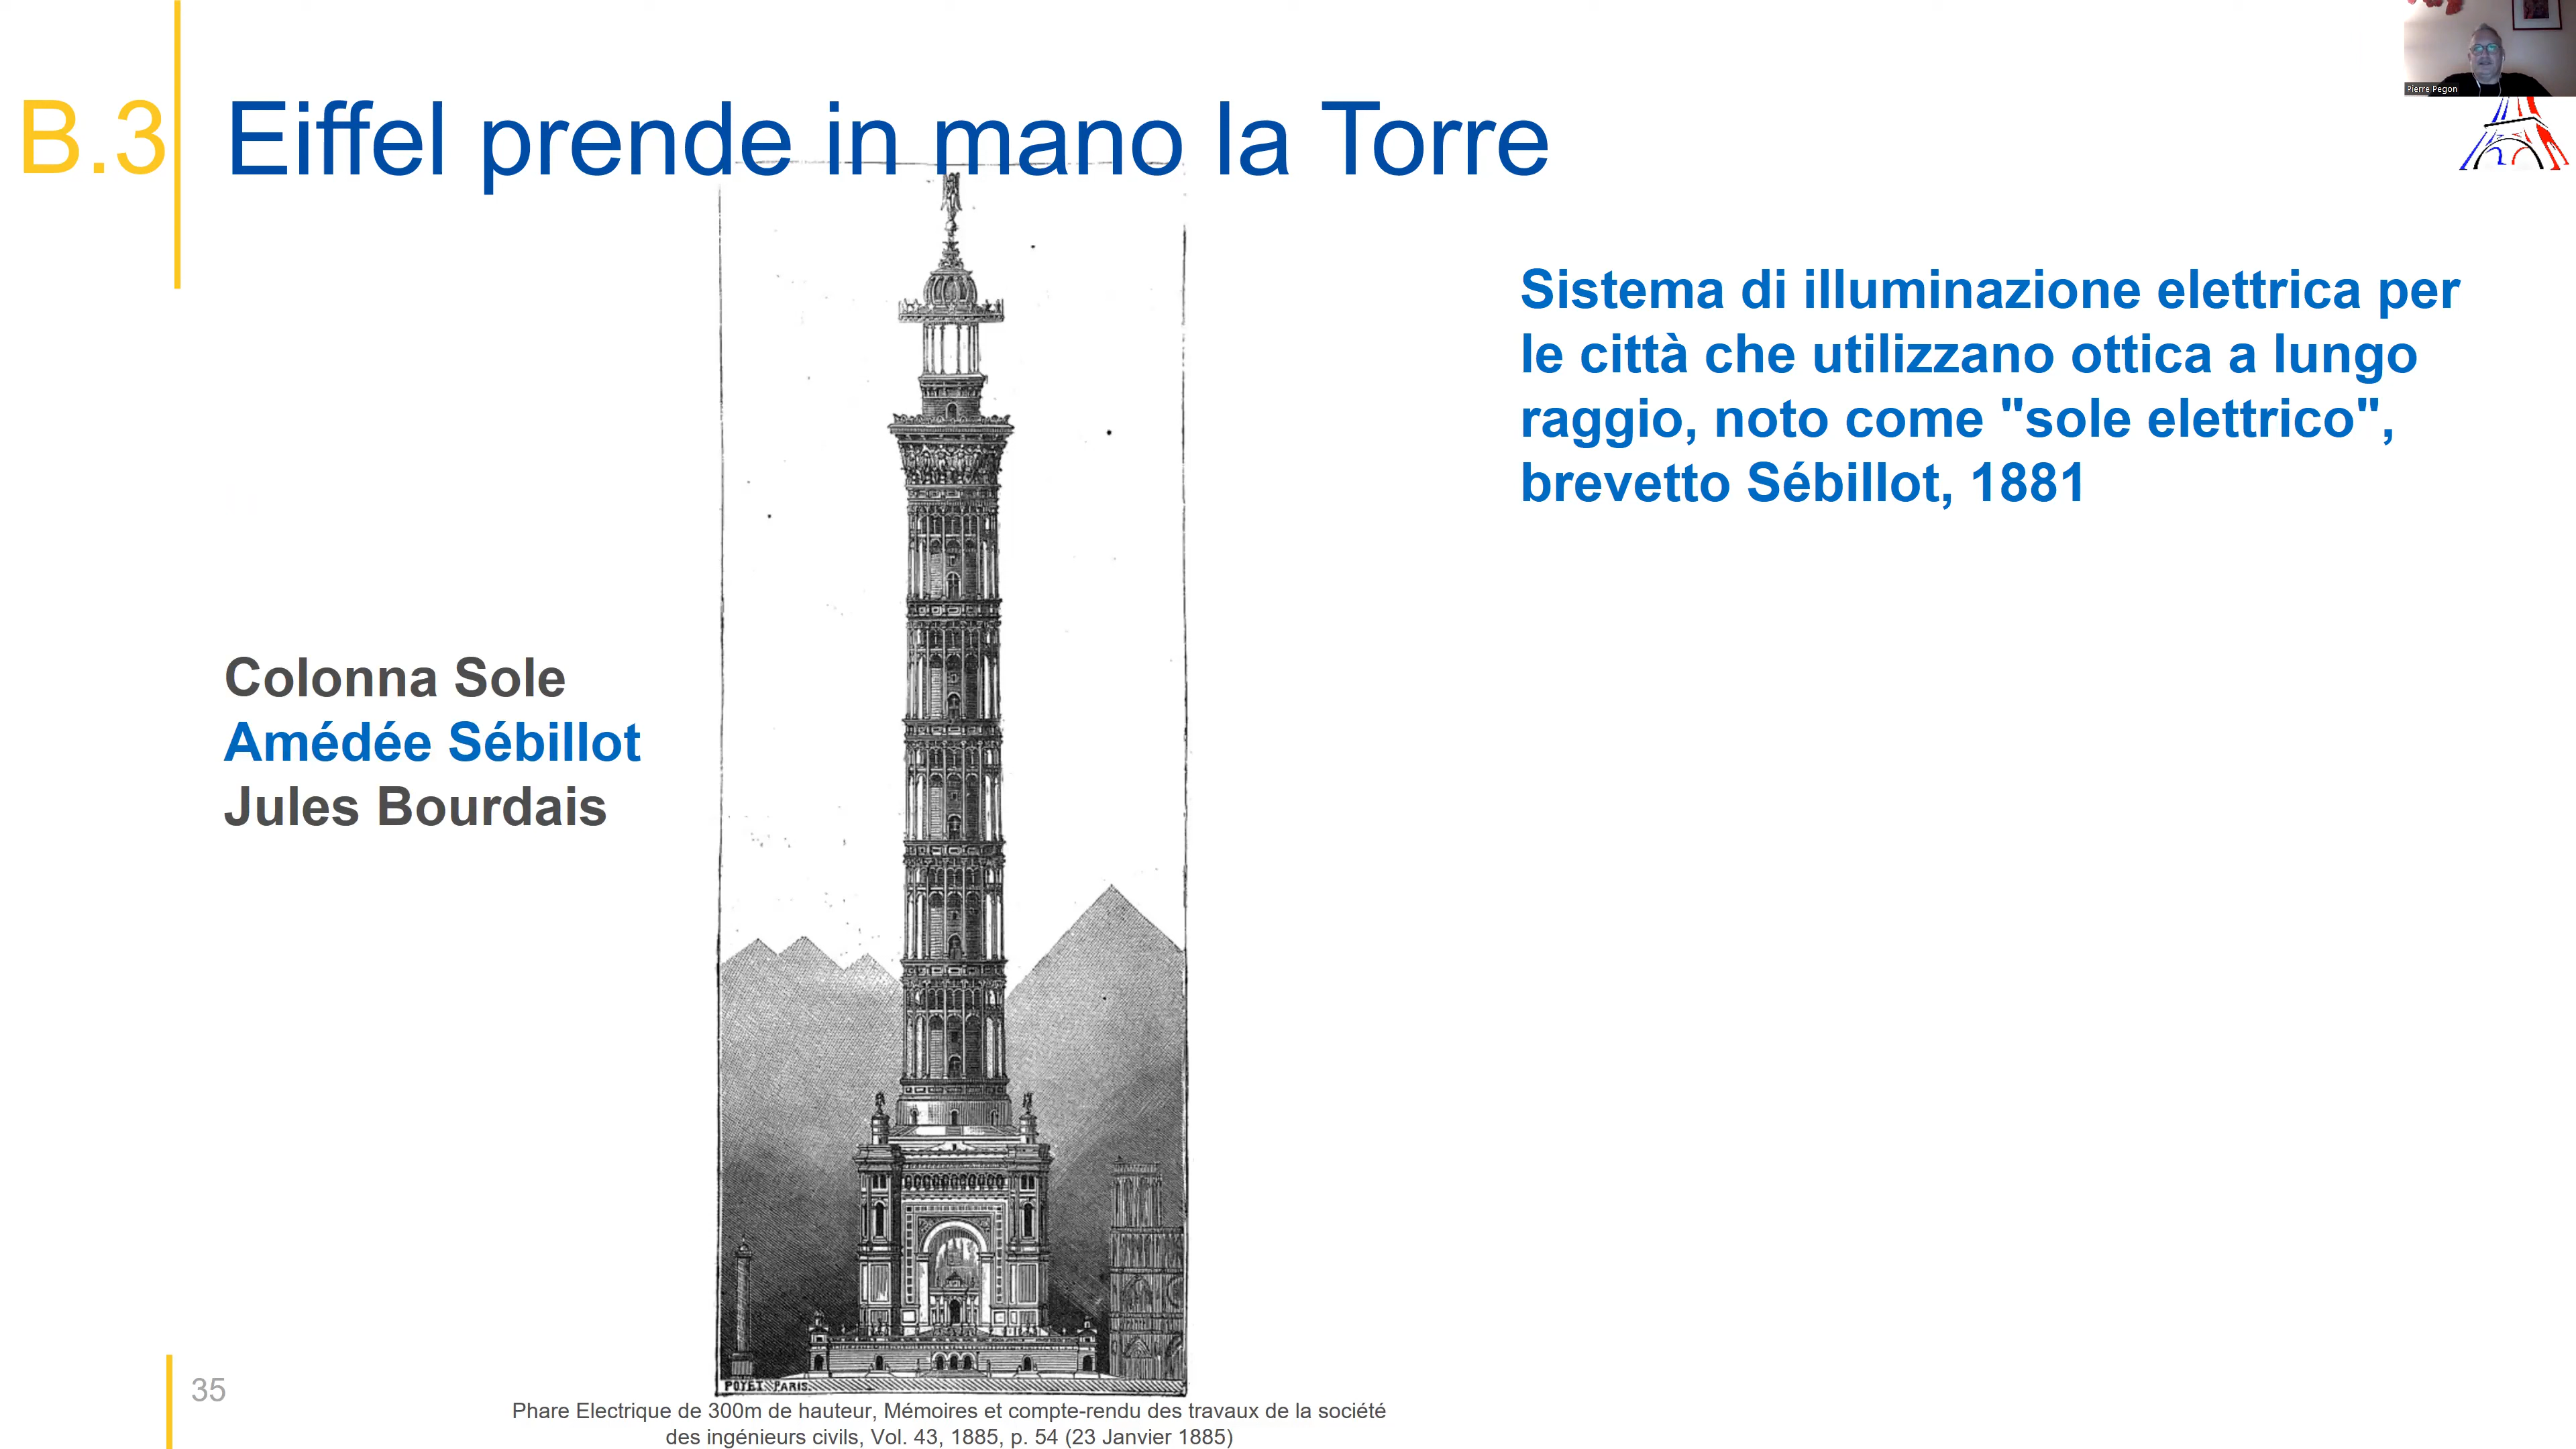 B.3 Eiffel prende in mano la Torre
Pierre Pegon
Sistema di illuminazione elettrica per
le città che utilizzano ottica a lungo
raggio, noto come "sole elettrico",
brevetto Sébillot, 1881
Colonna Sole
Amédée Sébillot
Jules Bourdais
POYET PARIS.
35
Phare Electrique de 300m de hauteur, Mémoires et compte-rendu des travaux de la société
des ingénieurs civils, Vol. 43, 1885, p. 54 (23 Janvier 1885)